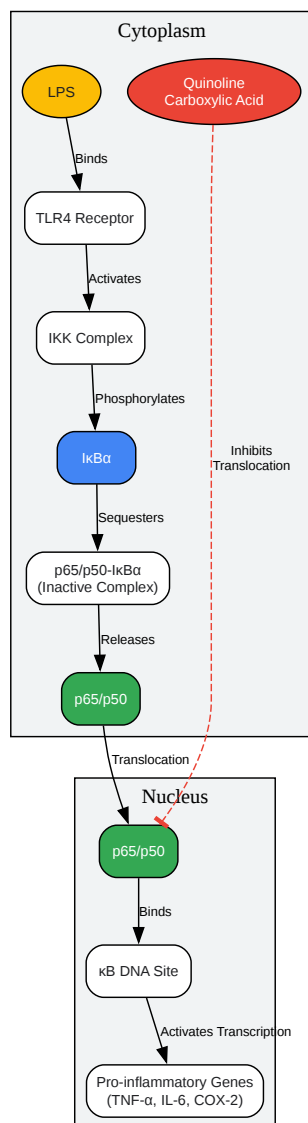 Cytoplasm
LPS
Quinoline
Carboxylic Acid
Binds
TLR4 Receptor
Activates
IKK Complex
Phosphorylates
IκBα
Inhibits
Translocation
Sequesters
p65/p50-IκBα
(Inactive Complex)
Releases
p65/p50
Translocation
Nucleus
p65/p50
Binds
κB DNA Site
Activates Transcription
Pro-inflammatory Genes
(TNF-α, IL-6, COX-2)